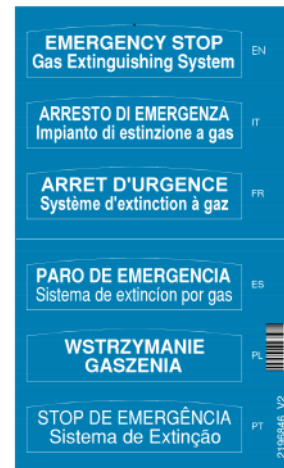 EMERGENCY STOP
Gas Extinguishing System
EN
ARRESTO DI EMERGENZA
Impianto di estinzione a gas
IT
ARRET D'URGENCE
Système d'extinction à gaz
FR
PARO DE EMERGENCIA
Sistema de extincíon por gas
ES
WSTRZYMANIE
GASZENIA
PL
STOP DE EMERGÊNCIA
Sistema de Extinção
PT
2196846_V2